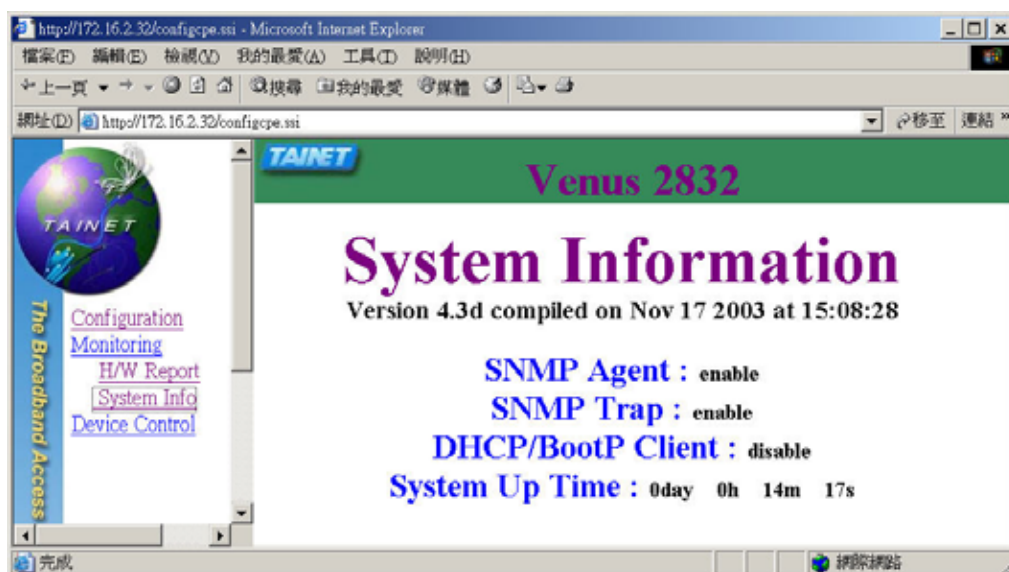 http://172.16.2.32/configcpe.ssi - Microsoft Internet Explorer
檔案(F) 編輯(E) 檢視(V) 我的最愛(A) 工具(T) 說明(H)
上一頁 搜尋 我的最愛 媒體
網址(D) http://172.16.2.32/configcpe.ssi 移至 連結 »
TAINET
Venus 2832
TAINET
The Broadband Access
Configuration
Monitoring
H/W Report
System Info
Device Control
System Information
Version 4.3d compiled on Nov 17 2003 at 15:08:28
SNMP Agent : enable
SNMP Trap : enable
DHCP/BootP Client : disable
System Up Time : 0day 0h 14m 17s
完成 網際網路